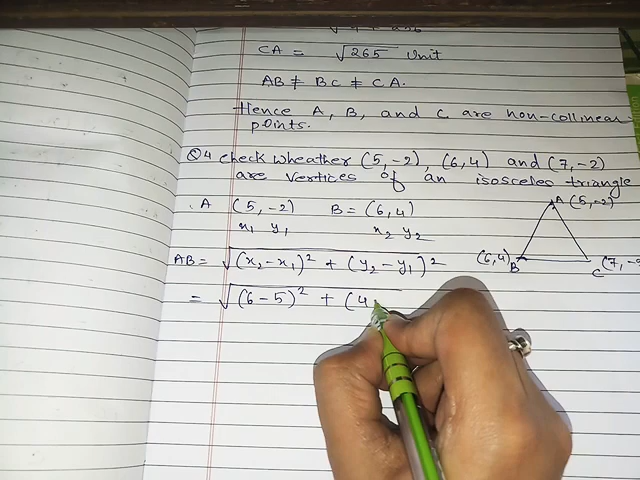 CA = √265 Unit
AB ≠ BC ≠ CA.
Hence A, B, and C are non-collinear
points.
Q4 Check wheather (5,-2), (6,4) and (7,-2)
are vertices of an isosceles triangle
A (5,-2) B = (6,4)
x₁ y₁ x₂ y₂
A (5,-2)
(6,4) B
C (7,-
AB = √(x₂-x₁)² + (y₂-y₁)²
= √(6-5)² + (4